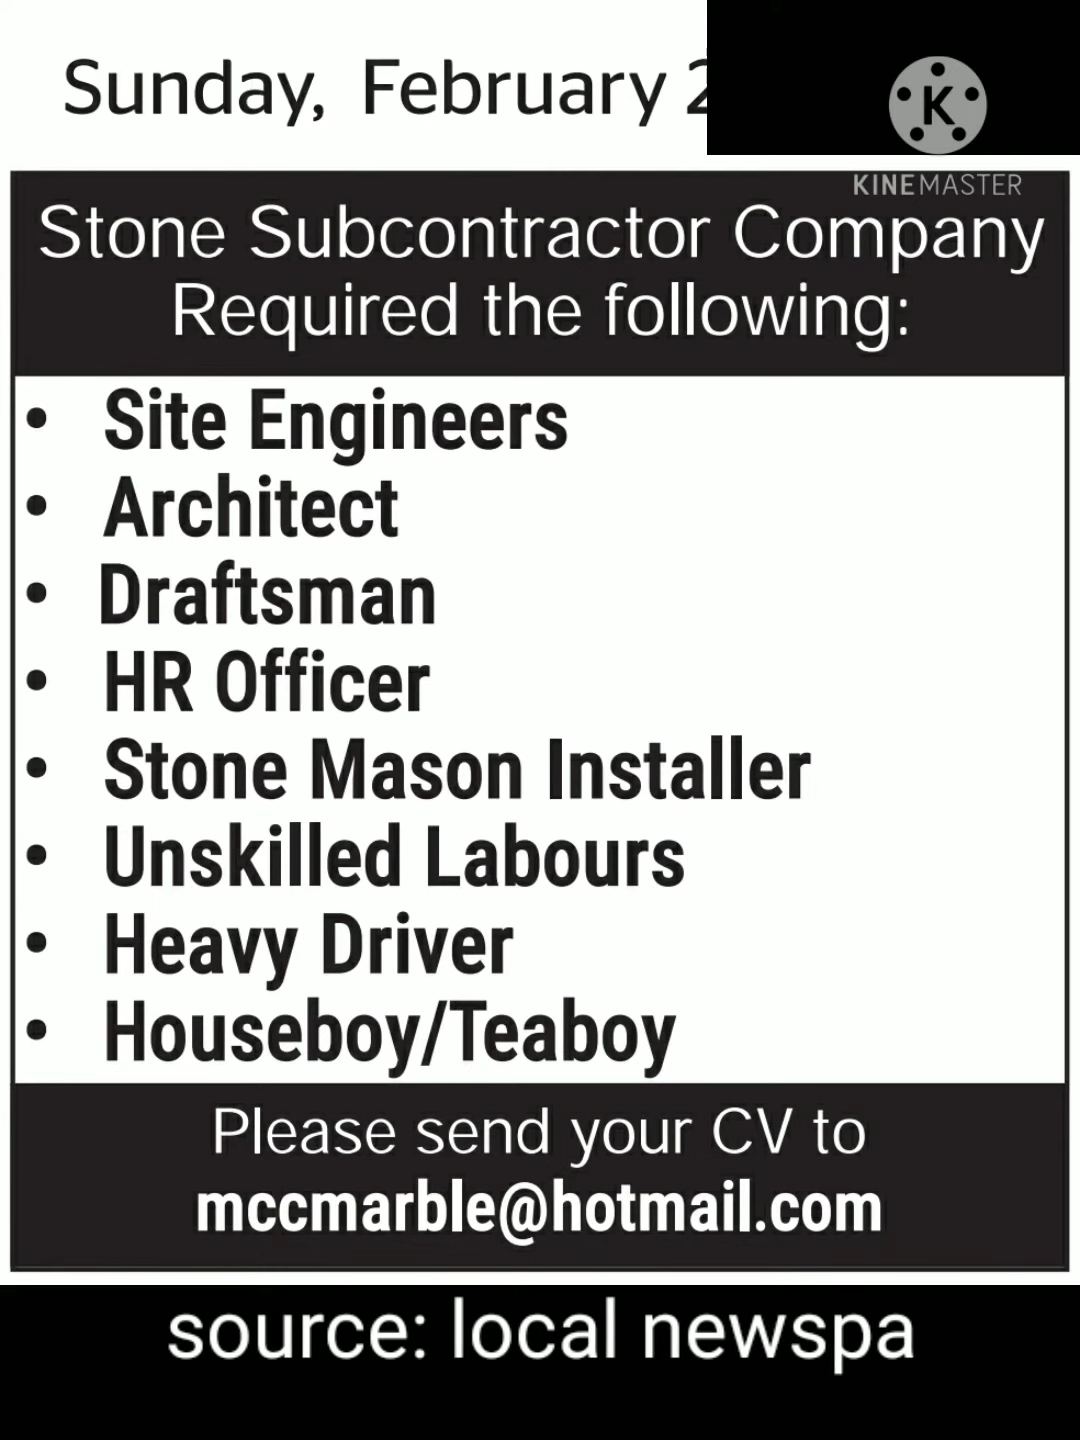 Sunday, February 2
K
KINEMASTER
Stone Subcontractor Company
Required the following:
• Site Engineers
• Architect
• Draftsman
• HR Officer
• Stone Mason Installer
• Unskilled Labours
• Heavy Driver
• Houseboy/Teaboy
Please send your CV to
mccmarble@hotmail.com
source: local newspa